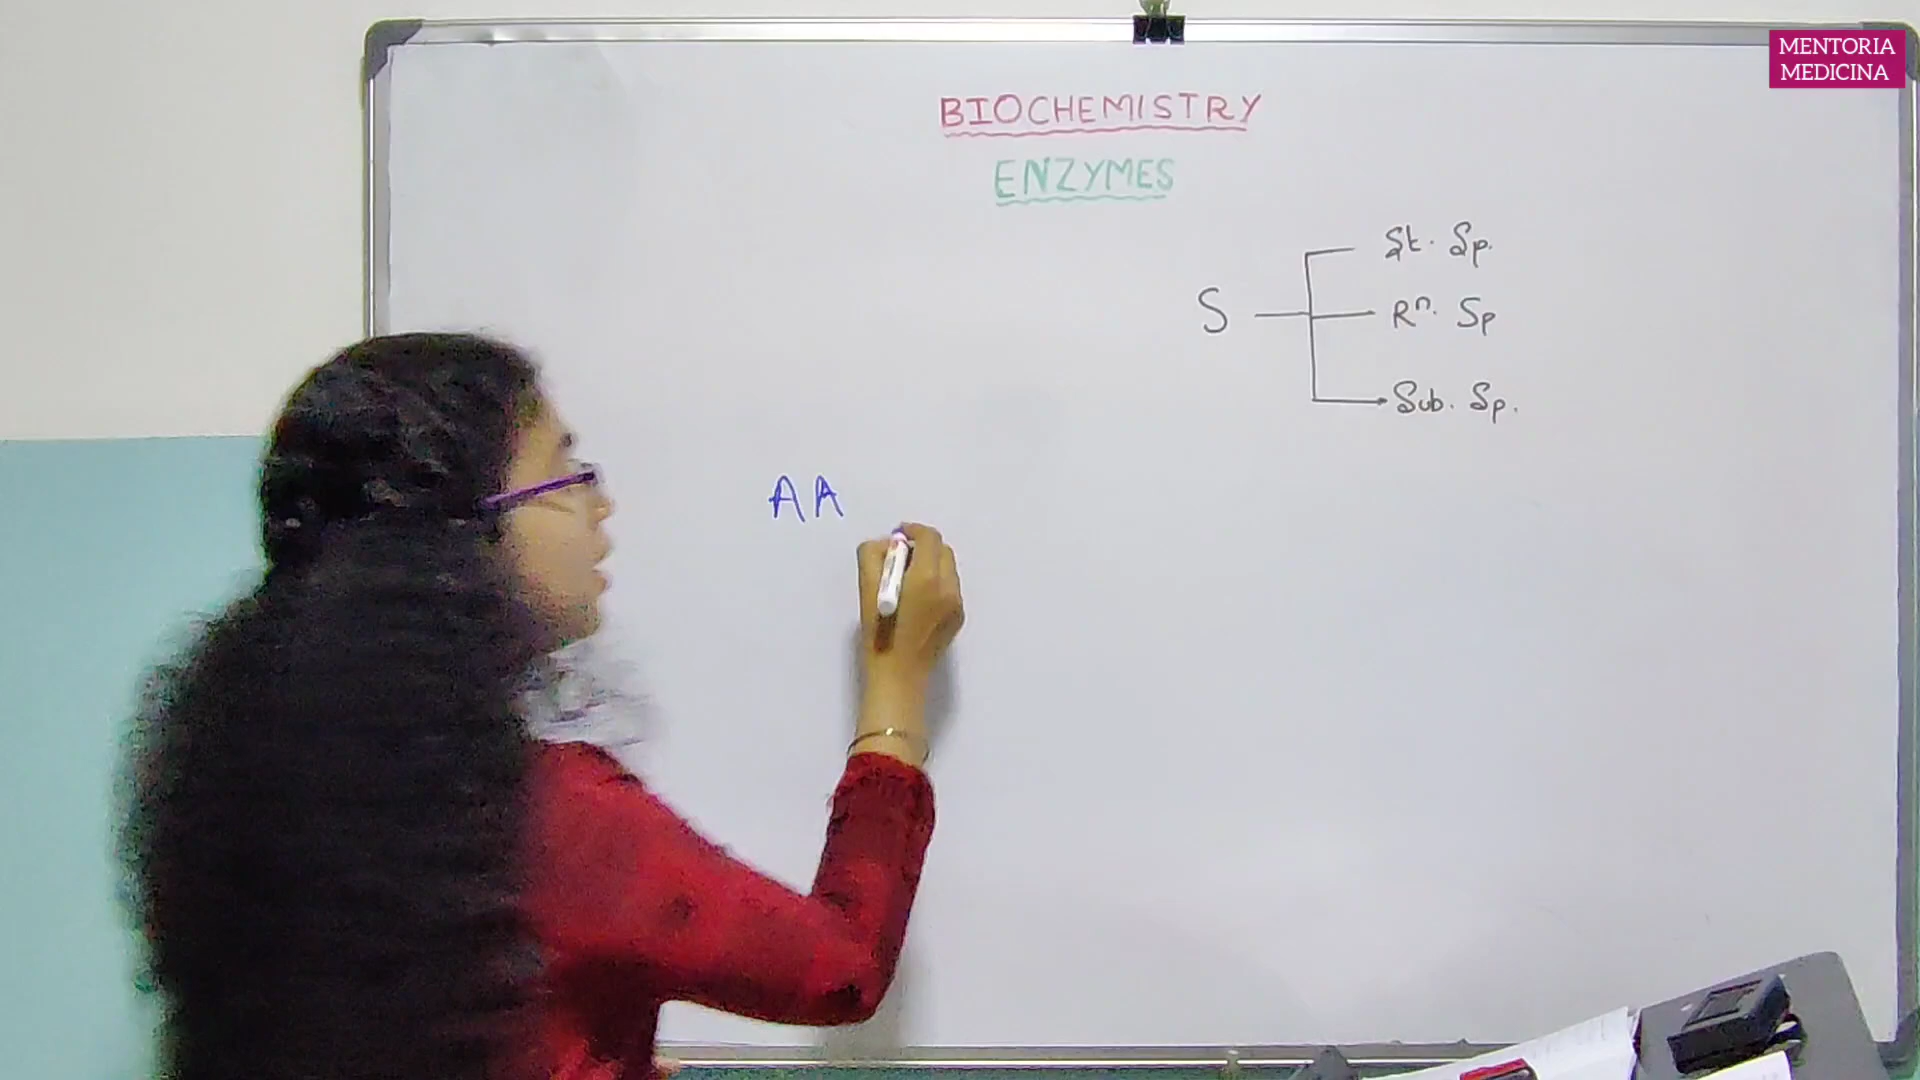 MENTORIA
MEDICINA
BIOCHEMISTRY
ENZYMES
St. Sp.
S
Rn. Sp
Sub. Sp.
AA